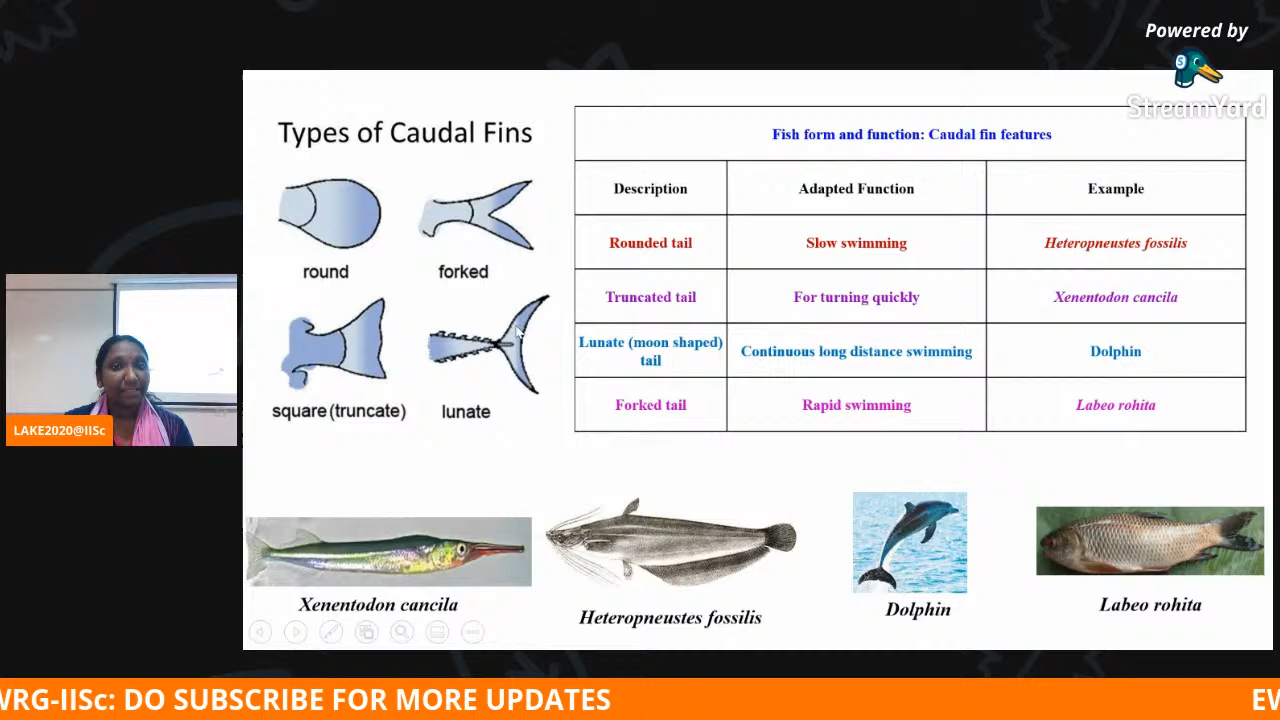 Powered by
StreamYard
Types of Caudal Fins
round
forked
square (truncate)
lunate
Fish form and function: Caudal fin features
Description Adapted Function Example
Rounded tail Slow swimming Heteropneustes fossilis
Truncated tail For turning quickly Xenentodon cancila
Lunate (moon shaped)
tail Continuous long distance swimming Dolphin
Forked tail Rapid swimming Labeo rohita
LAKE2020@IISc
Xenentodon cancila
Heteropneustes fossilis
Dolphin
Labeo rohita
WRG-IISc: DO SUBSCRIBE FOR MORE UPDATES
EW